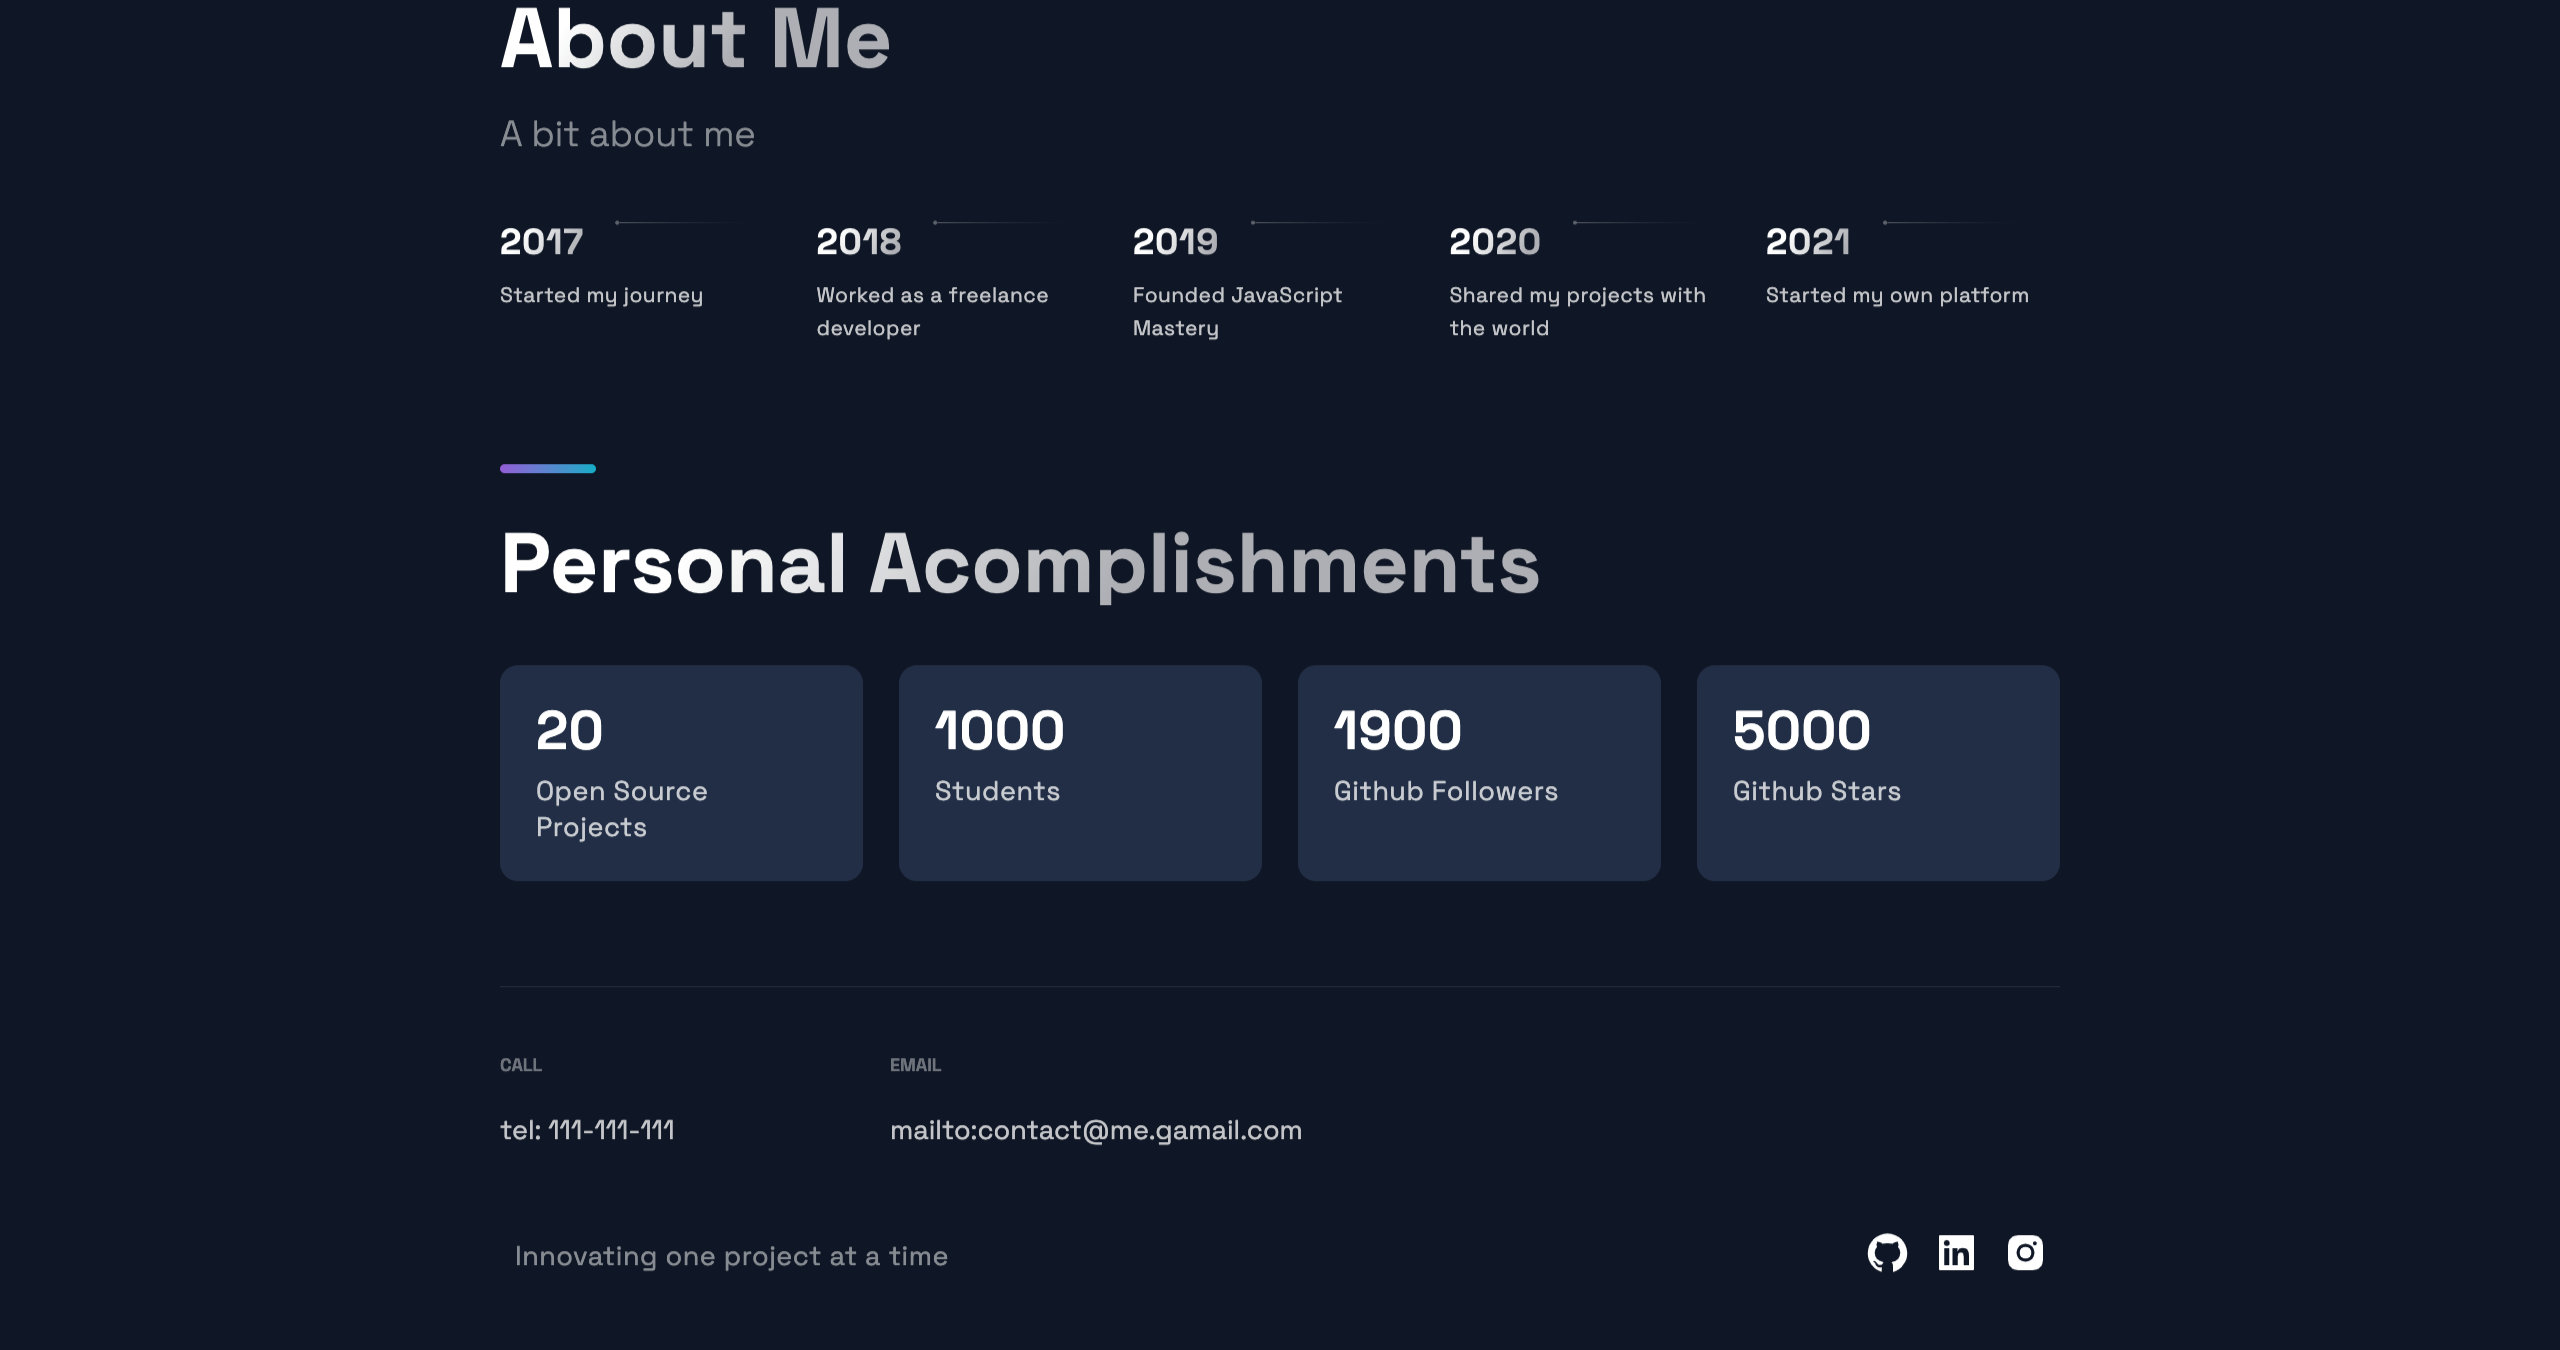 About Me
A bit about me
2017
Started my journey
2018
Worked as a freelance
developer
2019
Founded JavaScript
Mastery
2020
Shared my projects with
the world
2021
Started my own platform
Personal Acomplishments
20
Open Source
Projects
1000
Students
1900
Github Followers
5000
Github Stars
CALL
tel: 111-111-111
EMAIL
mailto:contact@me.gamail.com
Innovating one project at a time
in